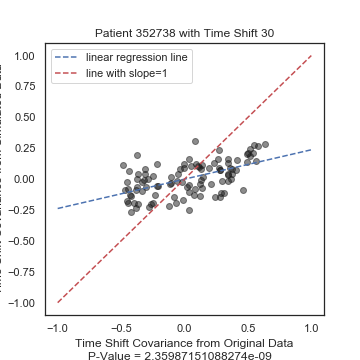 Patient 352738 with Time Shift 30
linear regression line
line with slope=1
1.00
0.75
0.50
0.25
0.00
−0.25
−0.50
−0.75
−1.00
−1.0 −0.5 0.0 0.5 1.0
Time Shift Covariance from Original Data
P-Value = 2.35987151088274e-09